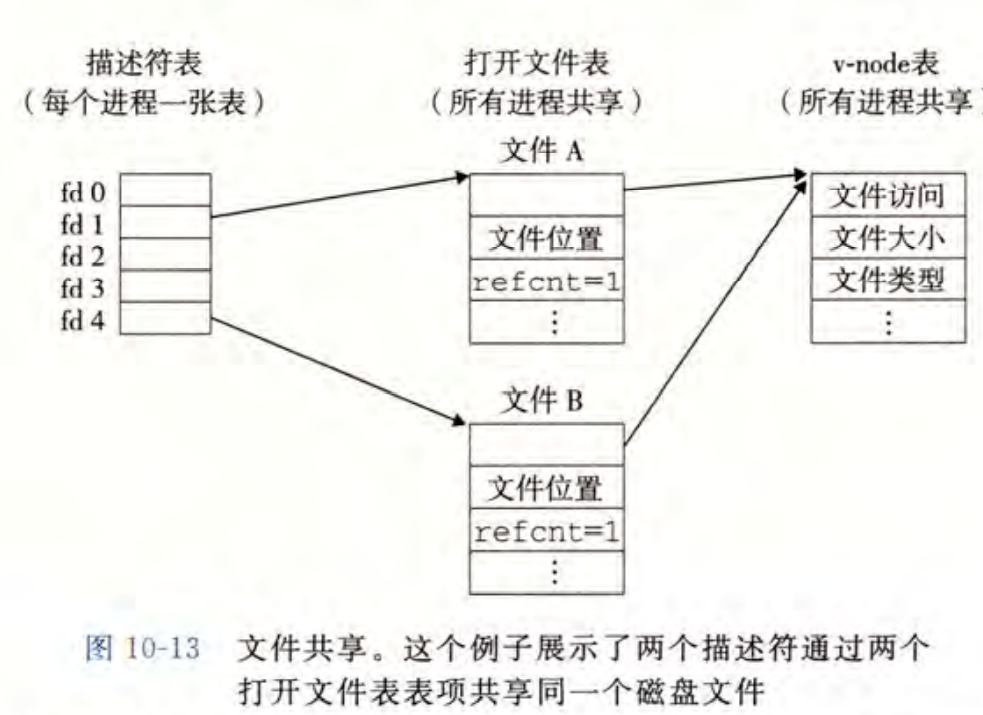 描述符表
(每个进程一张表)
打开文件表
(所有进程共享)
v-node表
(所有进程共享)
fd 0
fd 1
fd 2
fd 3
fd 4
文件 A
文件位置
refcnt=1
⋮
文件 B
文件位置
refcnt=1
⋮
文件访问
文件大小
文件类型
⋮
图 10-13 文件共享。这个例子展示了两个描述符通过两个
打开文件表表项共享同一个磁盘文件